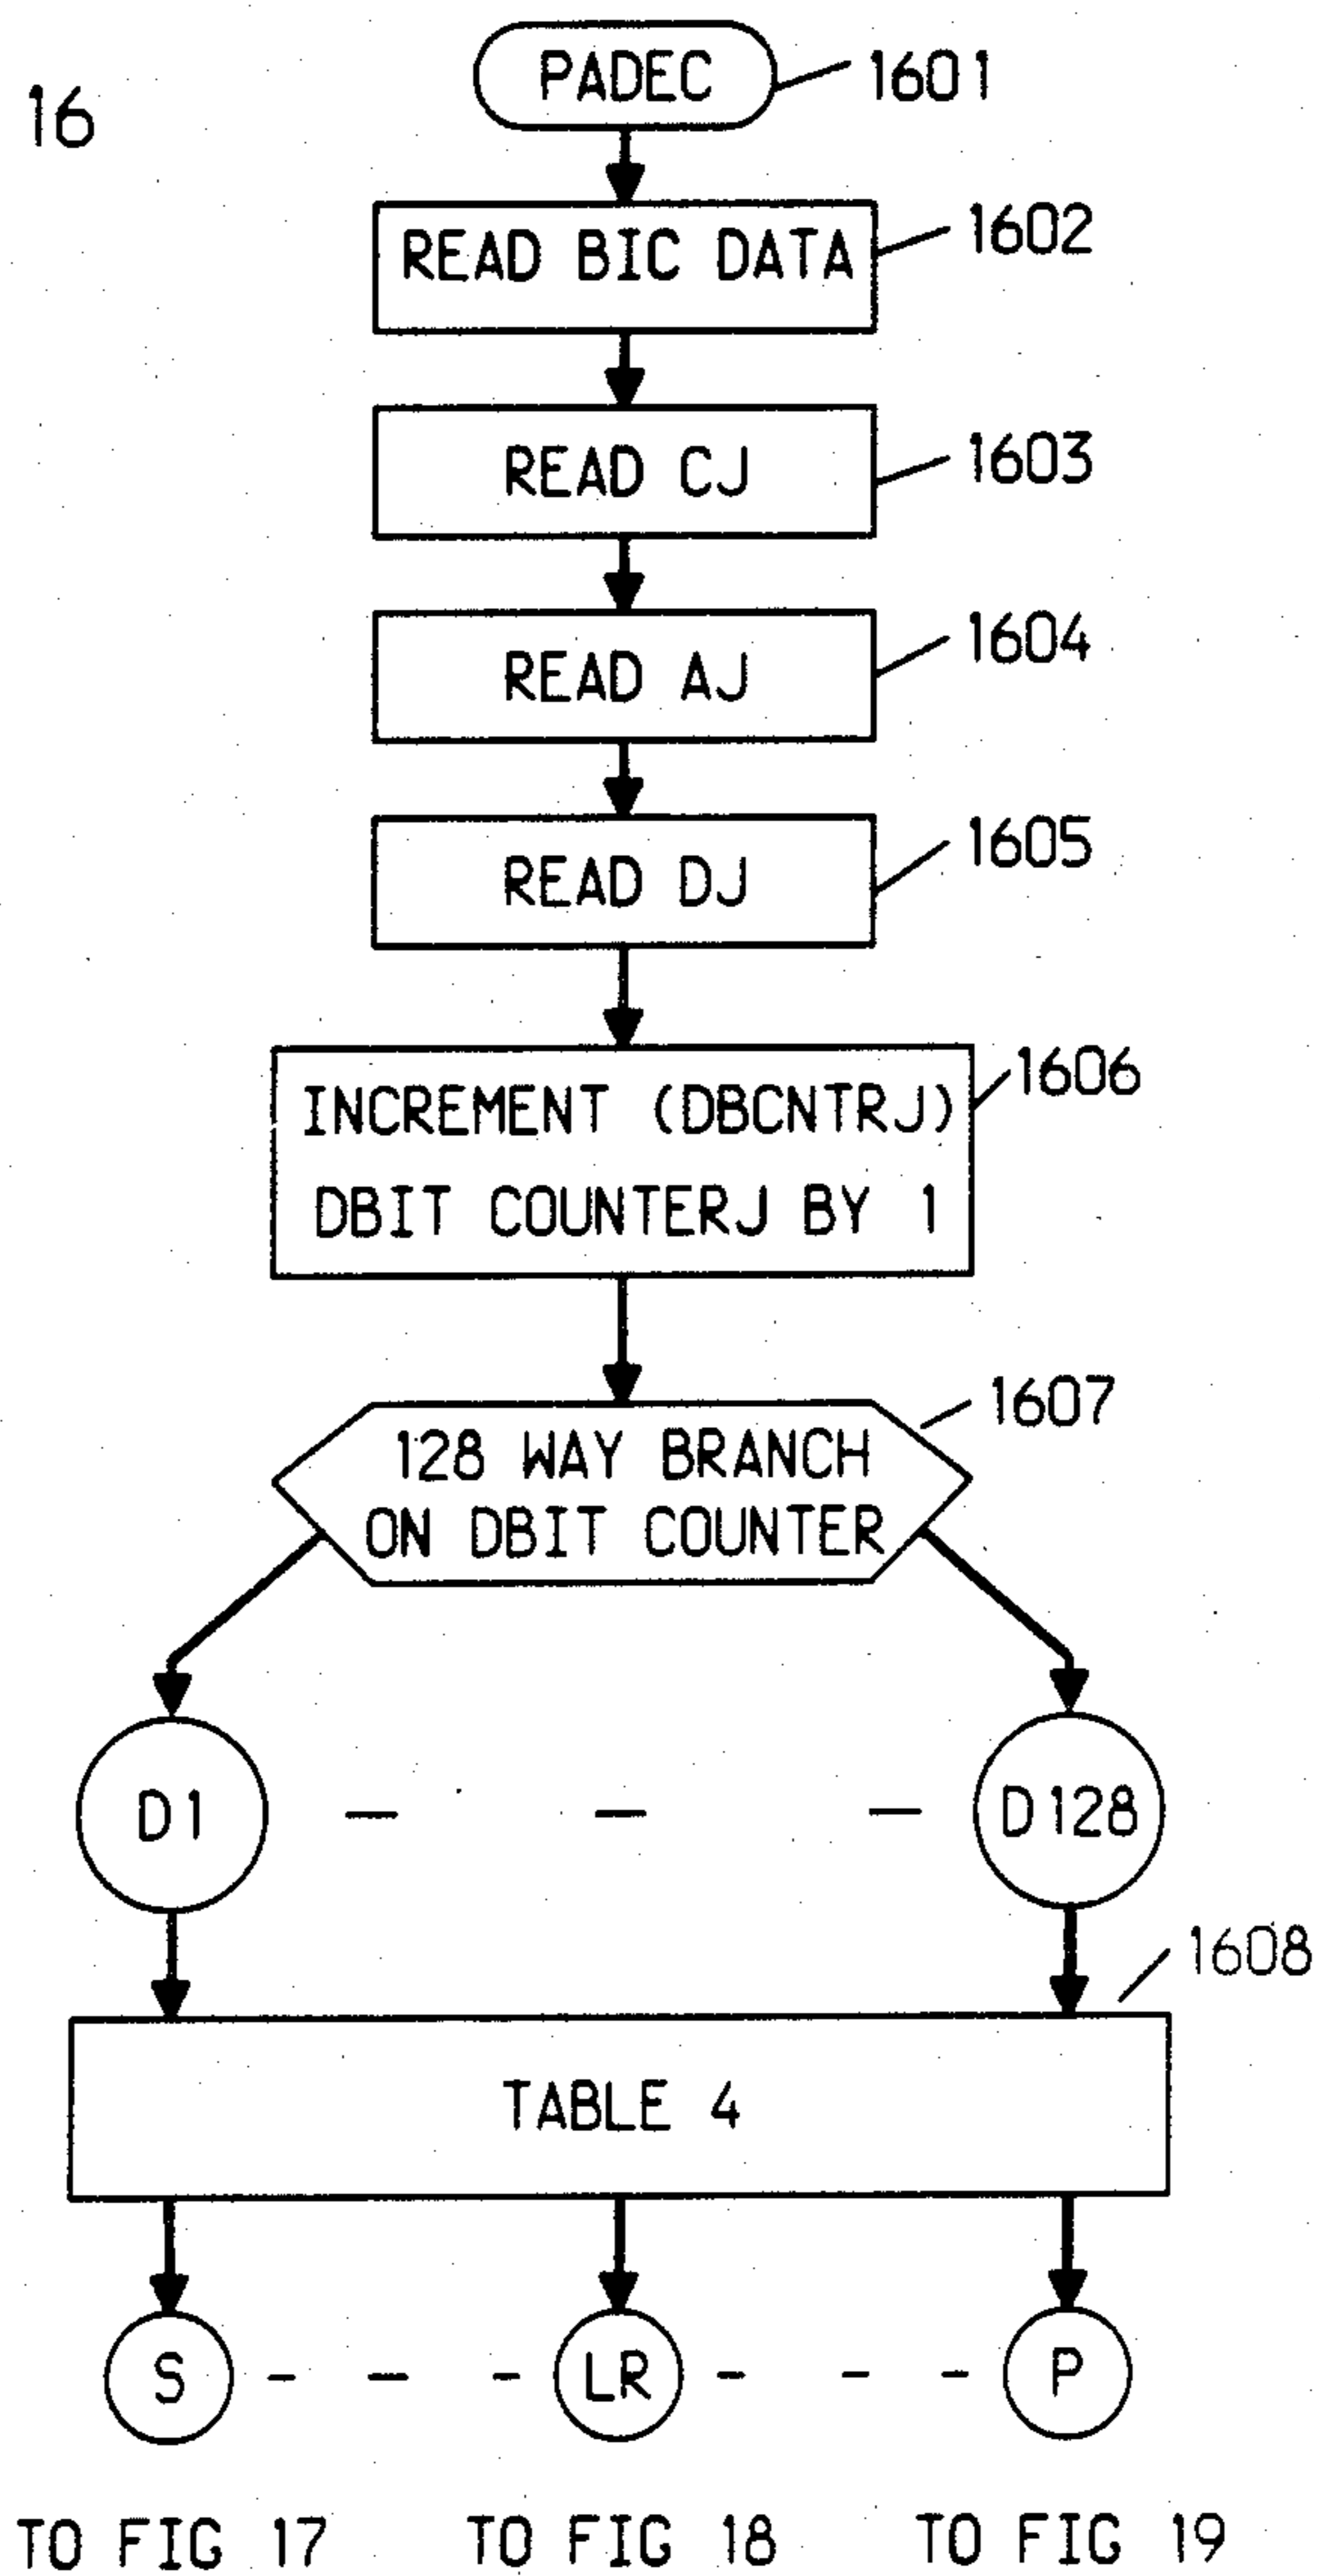 16
PADEC
1601
READ BIC DATA
1602
READ CJ
1603
READ AJ
1604
READ DJ
1605
INCREMENT (DBCNTRJ)
DBIT COUNTERJ BY 1
1606
128 WAY BRANCH
ON DBIT COUNTER
1607
D1 — — — D128
1608
TABLE 4
S - - - LR - - - P
TO FIG 17 TO FIG 18 TO FIG 19